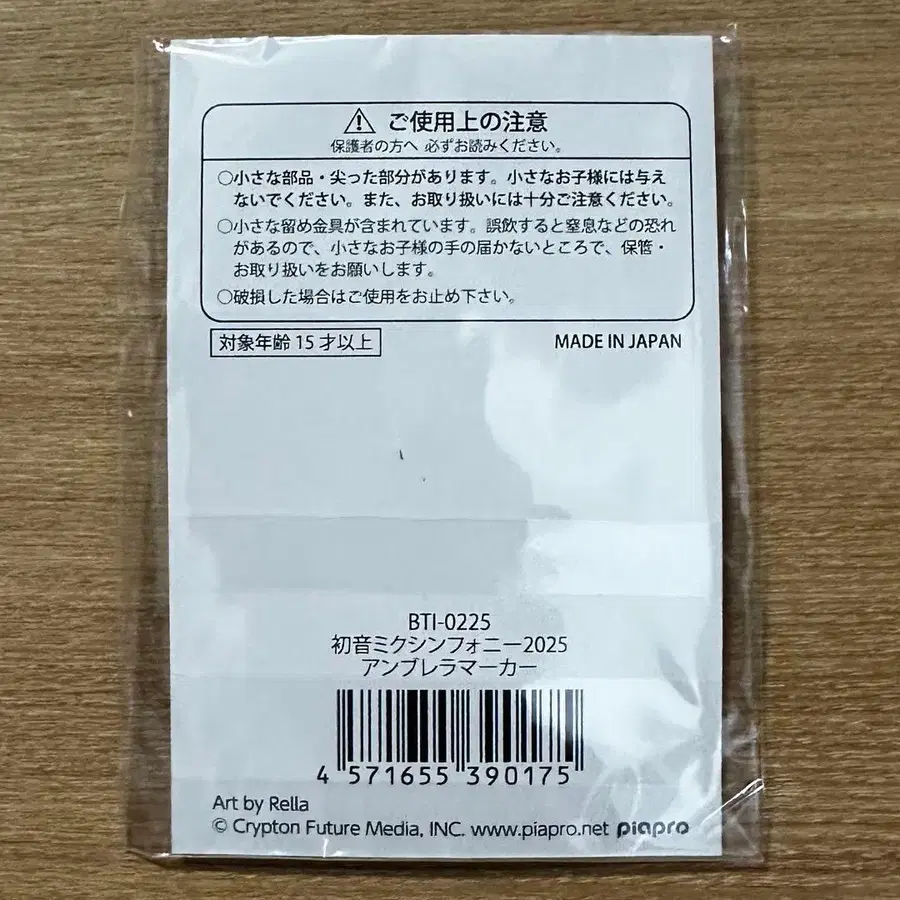 ⚠ ご使用上の注意
保護者の方へ 必ずお読みください。
○小さな部品・尖った部分があります。小さなお子様には与え
ないでください。また、お取り扱いには十分ご注意ください。
○小さな留め金具が含まれています。誤飲すると窒息などの恐れ
があるので、小さなお子様の手の届かないところで、保管・
お取り扱いをお願いします。
○破損した場合はご使用をお止め下さい。
対象年齢 15 才以上
MADE IN JAPAN
BTI-0225
初音ミクシンフォニー2025
アンブレラマーカー
4 571655 390175
Art by Rella
© Crypton Future Media, INC. www.piapro.net piapro